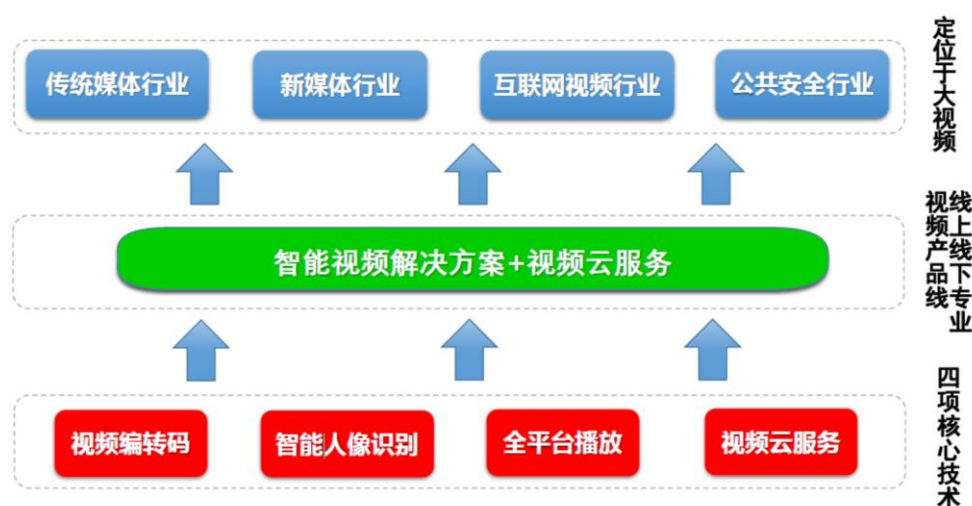 传统媒体行业
新媒体行业
互联网视频行业
公共安全行业
定位于大视频
智能视频解决方案+视频云服务
线上线下专业
视频产品线
视频编转码
智能人像识别
全平台播放
视频云服务
四项核心技术